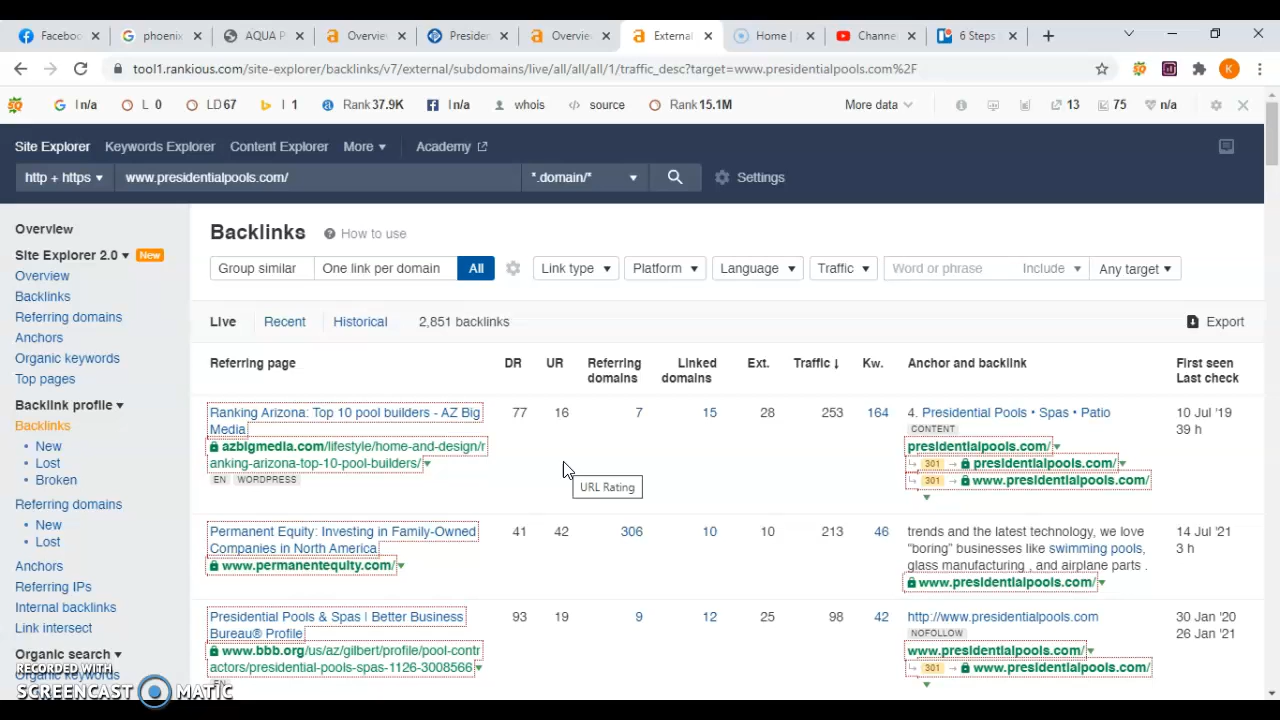 Faceboo
phoenix
AQUA P
Overvie
Presiden
Overvie
External
Home |
Channel
6 Steps
tool1.rankious.com/site-explorer/backlinks/v7/external/subdomains/live/all/all/all/1/traffic_desc?target=www.presidentialpools.com%2F
K
I n/a
L 0
LD 67
I 1
Rank 37.9K
I n/a
whois
source
Rank 15.1M
More data
13
75
n/a
Site Explorer Keywords Explorer Content Explorer More Academy
http + https www.presidentialpools.com/ *.domain/* Settings
Overview
Site Explorer 2.0 New
Overview
Backlinks
Referring domains
Anchors
Organic keywords
Top pages
Backlink profile
Backlinks
New
Lost
Broken
Referring domains
New
Lost
Anchors
Referring IPs
Internal backlinks
Link intersect
Organic search
Organic keywords
RECORDED WITH
SCREENCAST MATIC
Backlinks How to use
Group similar One link per domain All Link type Platform Language Traffic Word or phrase Include Any target
Live Recent Historical 2,851 backlinks Export
Referring page DR UR Referring domains Linked domains Ext. Traffic ↓ Kw. Anchor and backlink First seen Last check
Ranking Arizona: Top 10 pool builders - AZ Big
Media
azbigmedia.com/lifestyle/home-and-design/r
anking-arizona-top-10-pool-builders/
EN WORDPRESS
77 16 7 15 28 253 164
4. Presidential Pools • Spas • Patio
CONTENT
presidentialpools.com/
301 → presidentialpools.com/
301 → www.presidentialpools.com/
10 Jul '19
39 h
URL Rating
Permanent Equity: Investing in Family-Owned
Companies in North America
www.permanentequity.com/
41 42 306 10 10 213 46
trends and the latest technology, we love
"boring" businesses like swimming pools,
glass manufacturing , and airplane parts .
www.presidentialpools.com/
14 Jul '21
3 h
Presidential Pools & Spas | Better Business
Bureau® Profile
www.bbb.org/us/az/gilbert/profile/pool-contr
actors/presidential-pools-spas-1126-3008566
EN
93 19 9 12 25 98 42
http://www.presidentialpools.com
NOFOLLOW
www.presidentialpools.com/
301 → www.presidentialpools.com/
30 Jan '20
26 Jan '21